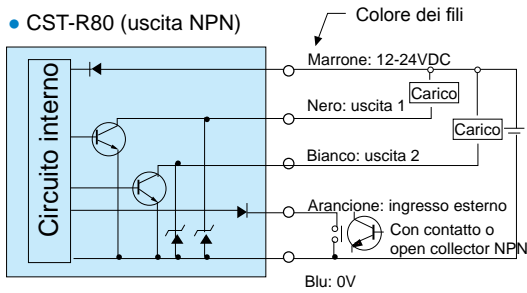 • CST-R80 (uscita NPN)
Colore dei fili
Circuito interno
Marrone: 12-24VDC
Carico
Nero: uscita 1
Carico
Bianco: uscita 2
Arancione: ingresso esterno
Con contatto o
open collector NPN
Blu: 0V